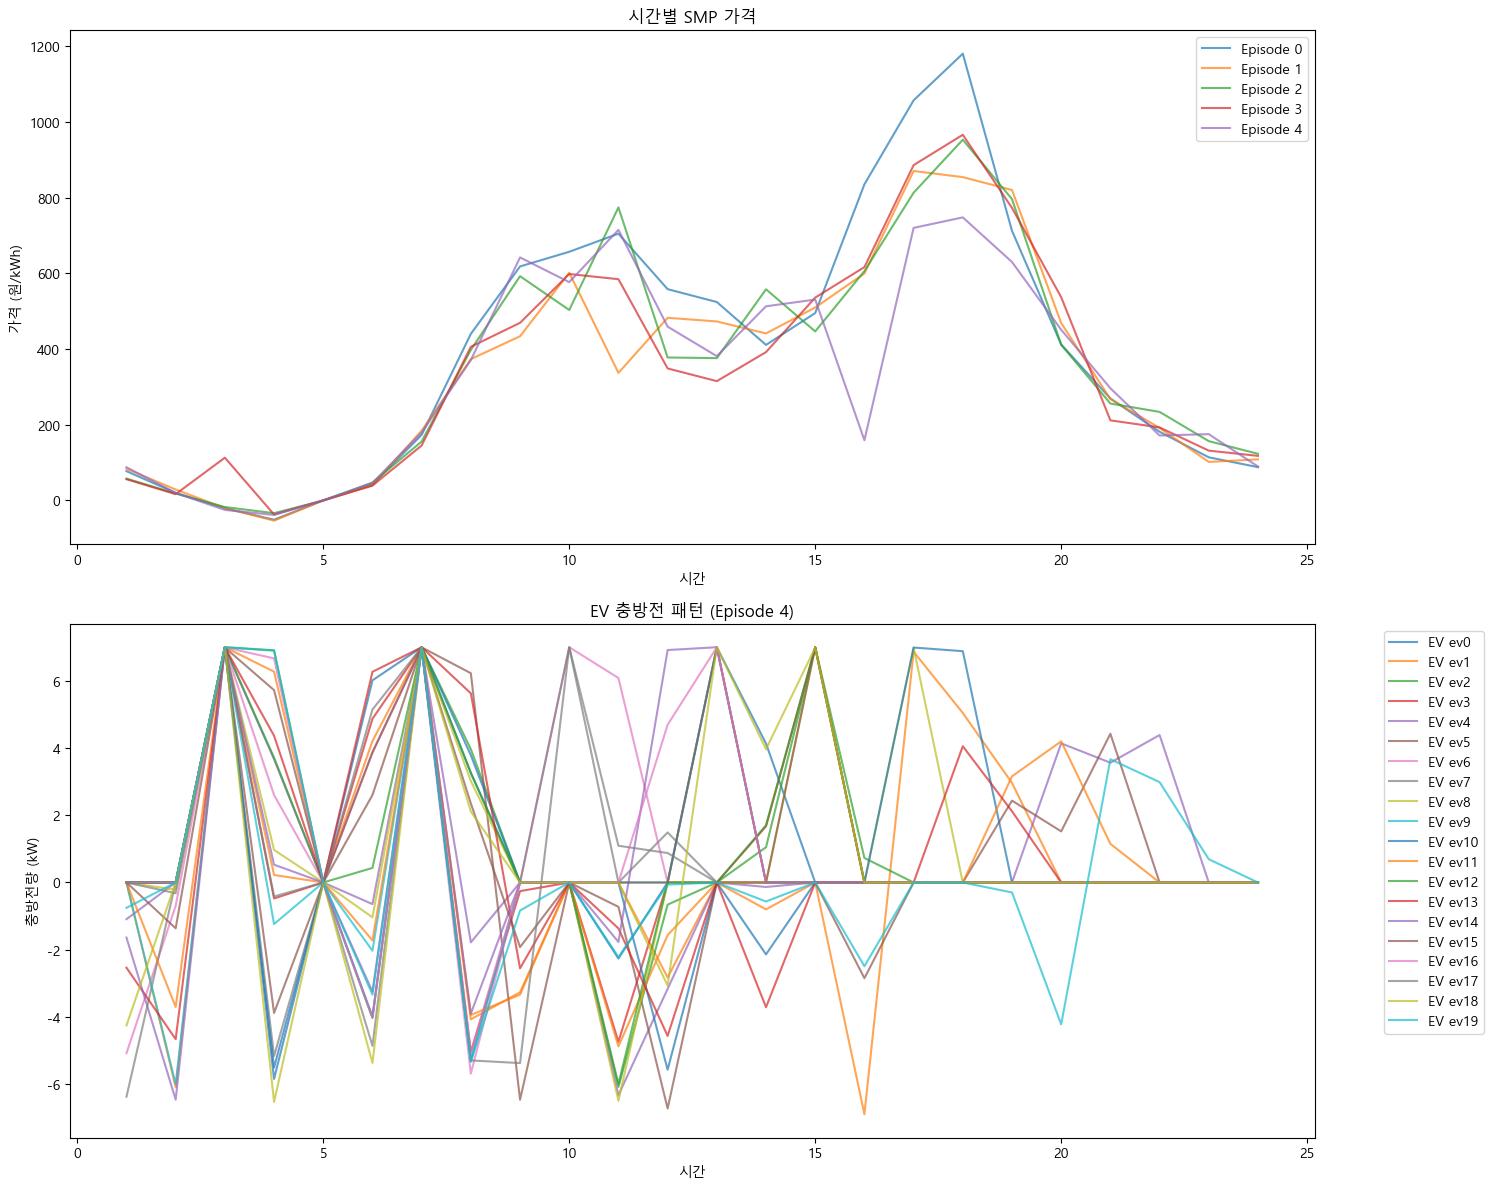 시간별 SMP 가격
1200
1000
800
600
400
200
0
가격 (원/kWh)
0
5
10
15
20
25
시간
Episode 0
Episode 1
Episode 2
Episode 3
Episode 4
EV 충방전 패턴 (Episode 4)
6
4
2
0
-2
-4
-6
충방전량 (kW)
0
5
10
15
20
25
시간
EV ev0
EV ev1
EV ev2
EV ev3
EV ev4
EV ev5
EV ev6
EV ev7
EV ev8
EV ev9
EV ev10
EV ev11
EV ev12
EV ev13
EV ev14
EV ev15
EV ev16
EV ev17
EV ev18
EV ev19